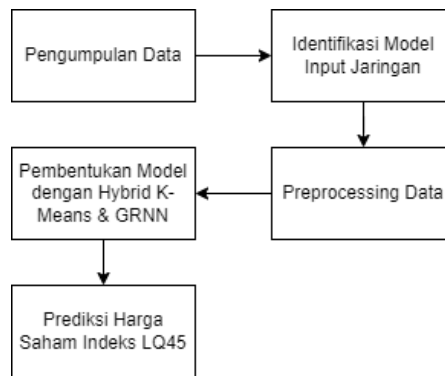 Pengumpulan Data
Identifikasi Model
Input Jaringan
Preprocessing Data
Pembentukan Model
dengan Hybrid K-
Means & GRNN
Prediksi Harga
Saham Indeks LQ45